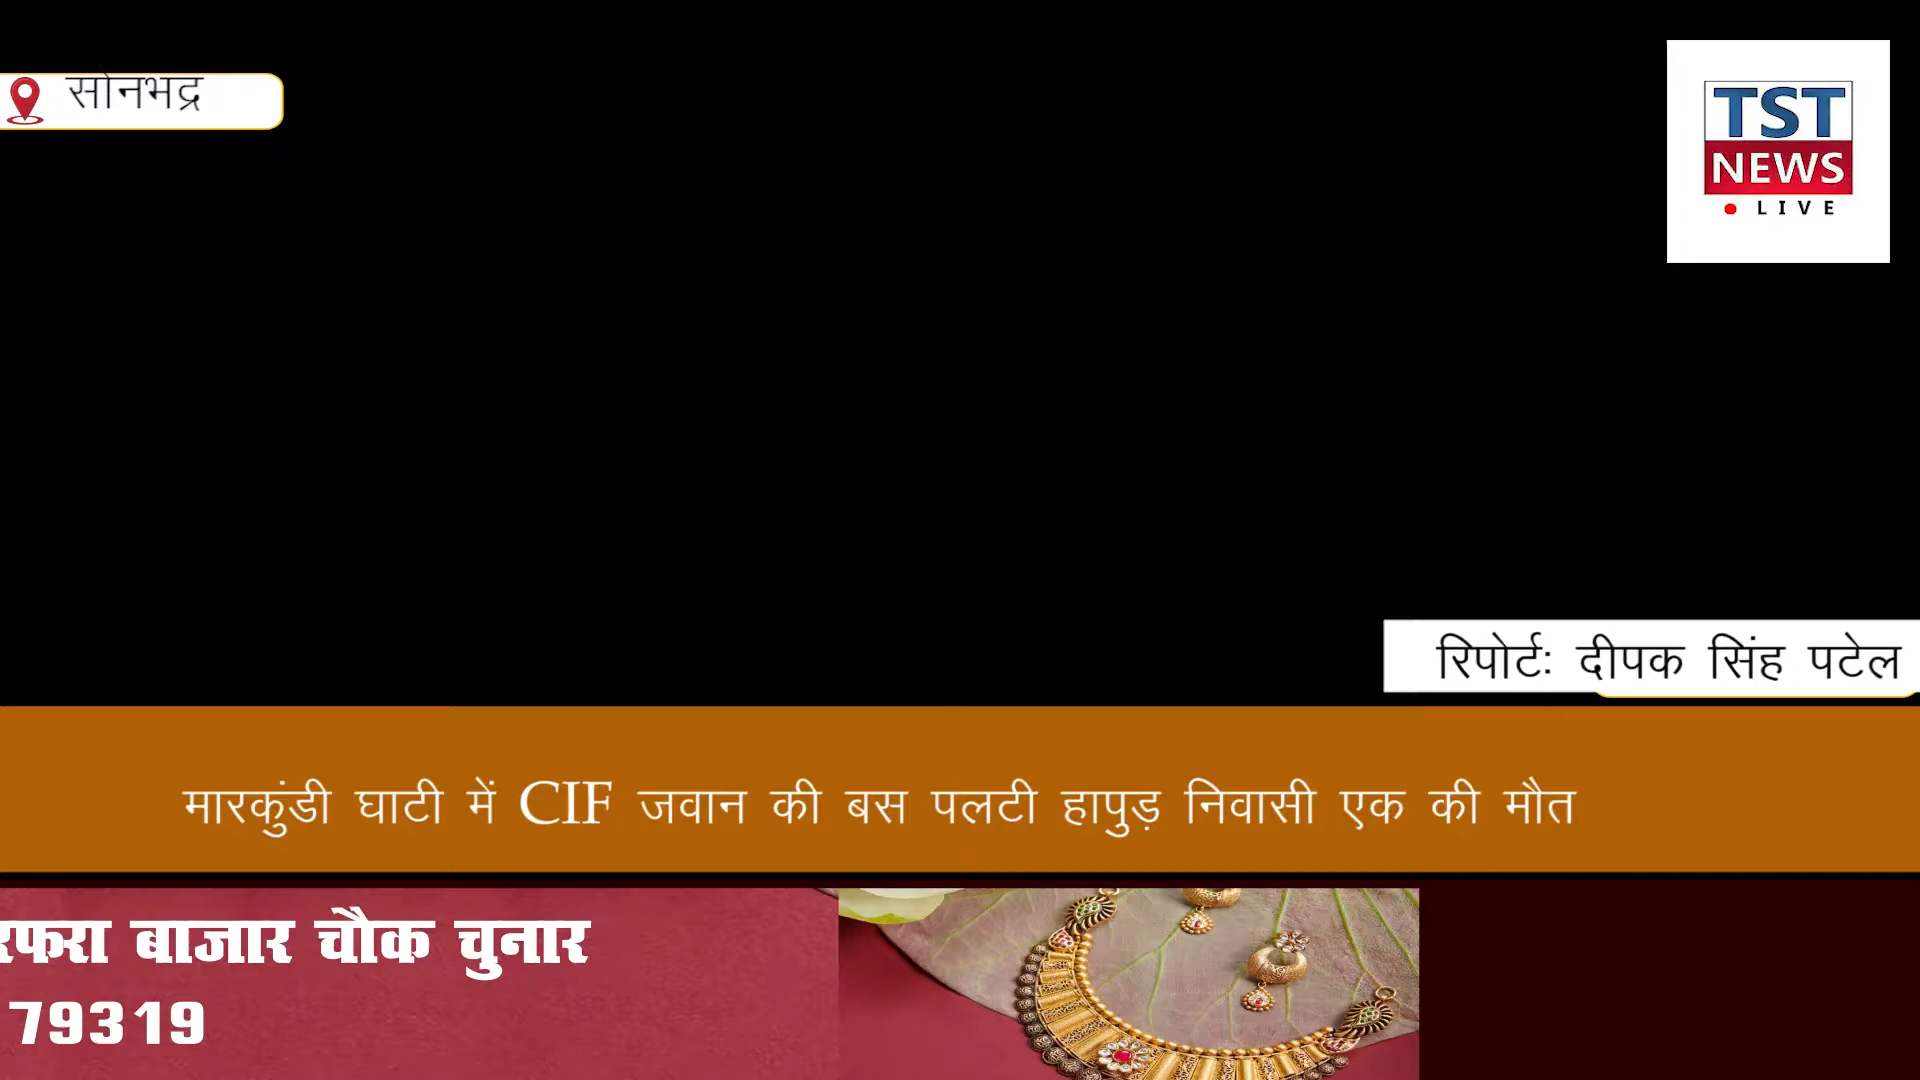 सोनभद्र
TST
NEWS
LIVE
रिपोर्टः दीपक सिंह पटेल
मारकुंडी घाटी में CIF जवान की बस पलटी हापुड़ निवासी एक की मौत
बाजार चौक चुनार
79319